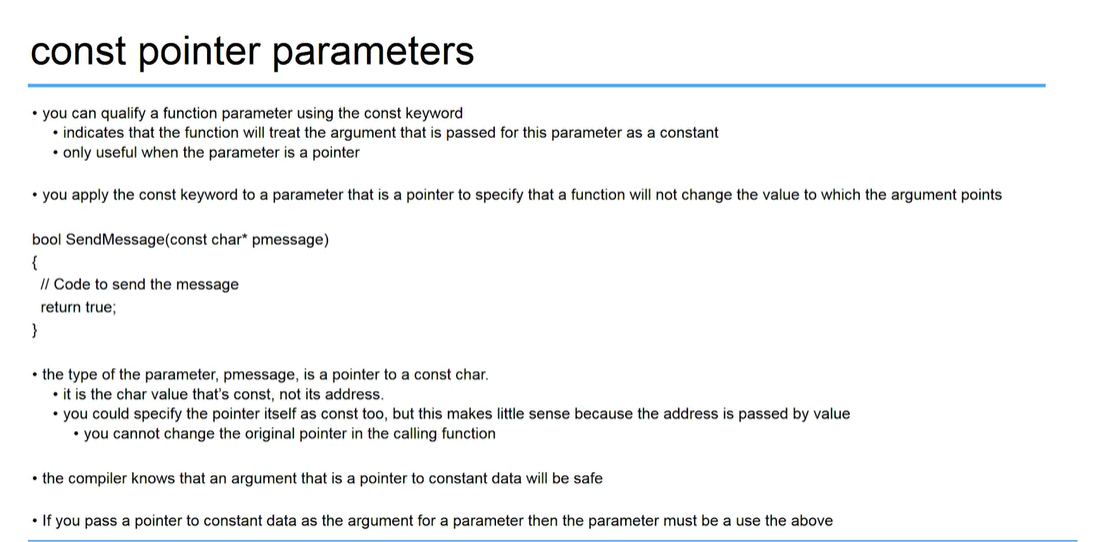 const pointer parameters
• you can qualify a function parameter using the const keyword
• indicates that the function will treat the argument that is passed for this parameter as a constant
• only useful when the parameter is a pointer
• you apply the const keyword to a parameter that is a pointer to specify that a function will not change the value to which the argument points
bool SendMessage(const char* pmessage)
{
// Code to send the message
return true;
}
• the type of the parameter, pmessage, is a pointer to a const char.
• it is the char value that's const, not its address.
• you could specify the pointer itself as const too, but this makes little sense because the address is passed by value
• you cannot change the original pointer in the calling function
• the compiler knows that an argument that is a pointer to constant data will be safe
• If you pass a pointer to constant data as the argument for a parameter then the parameter must be a use the above